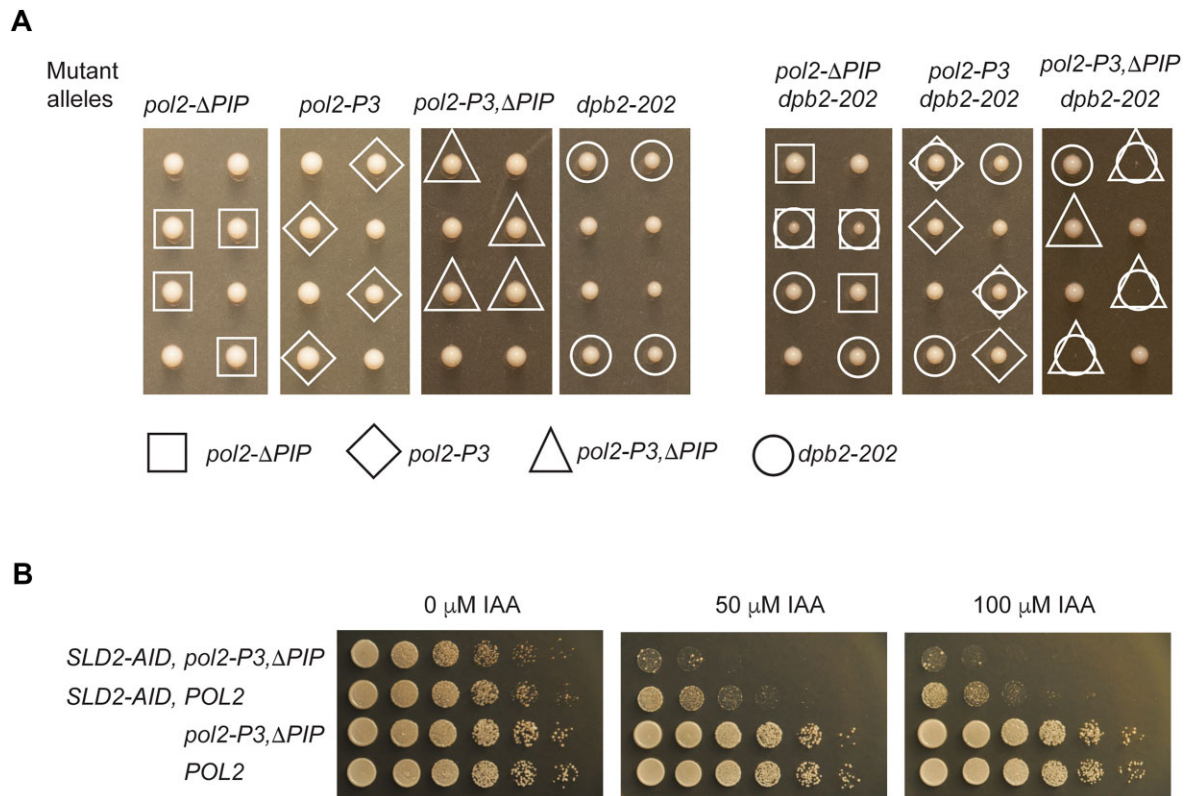 A
Mutant
alleles
pol2-ΔPIP
pol2-P3
pol2-P3,ΔPIP
dpb2-202
pol2-ΔPIP
dpb2-202
pol2-P3
dpb2-202
pol2-P3,ΔPIP
dpb2-202
pol2-ΔPIP
pol2-P3
pol2-P3,ΔPIP
dpb2-202
B
0 μM IAA
50 μM IAA
100 μM IAA
SLD2-AID, pol2-P3,ΔPIP
SLD2-AID, POL2
pol2-P3,ΔPIP
POL2